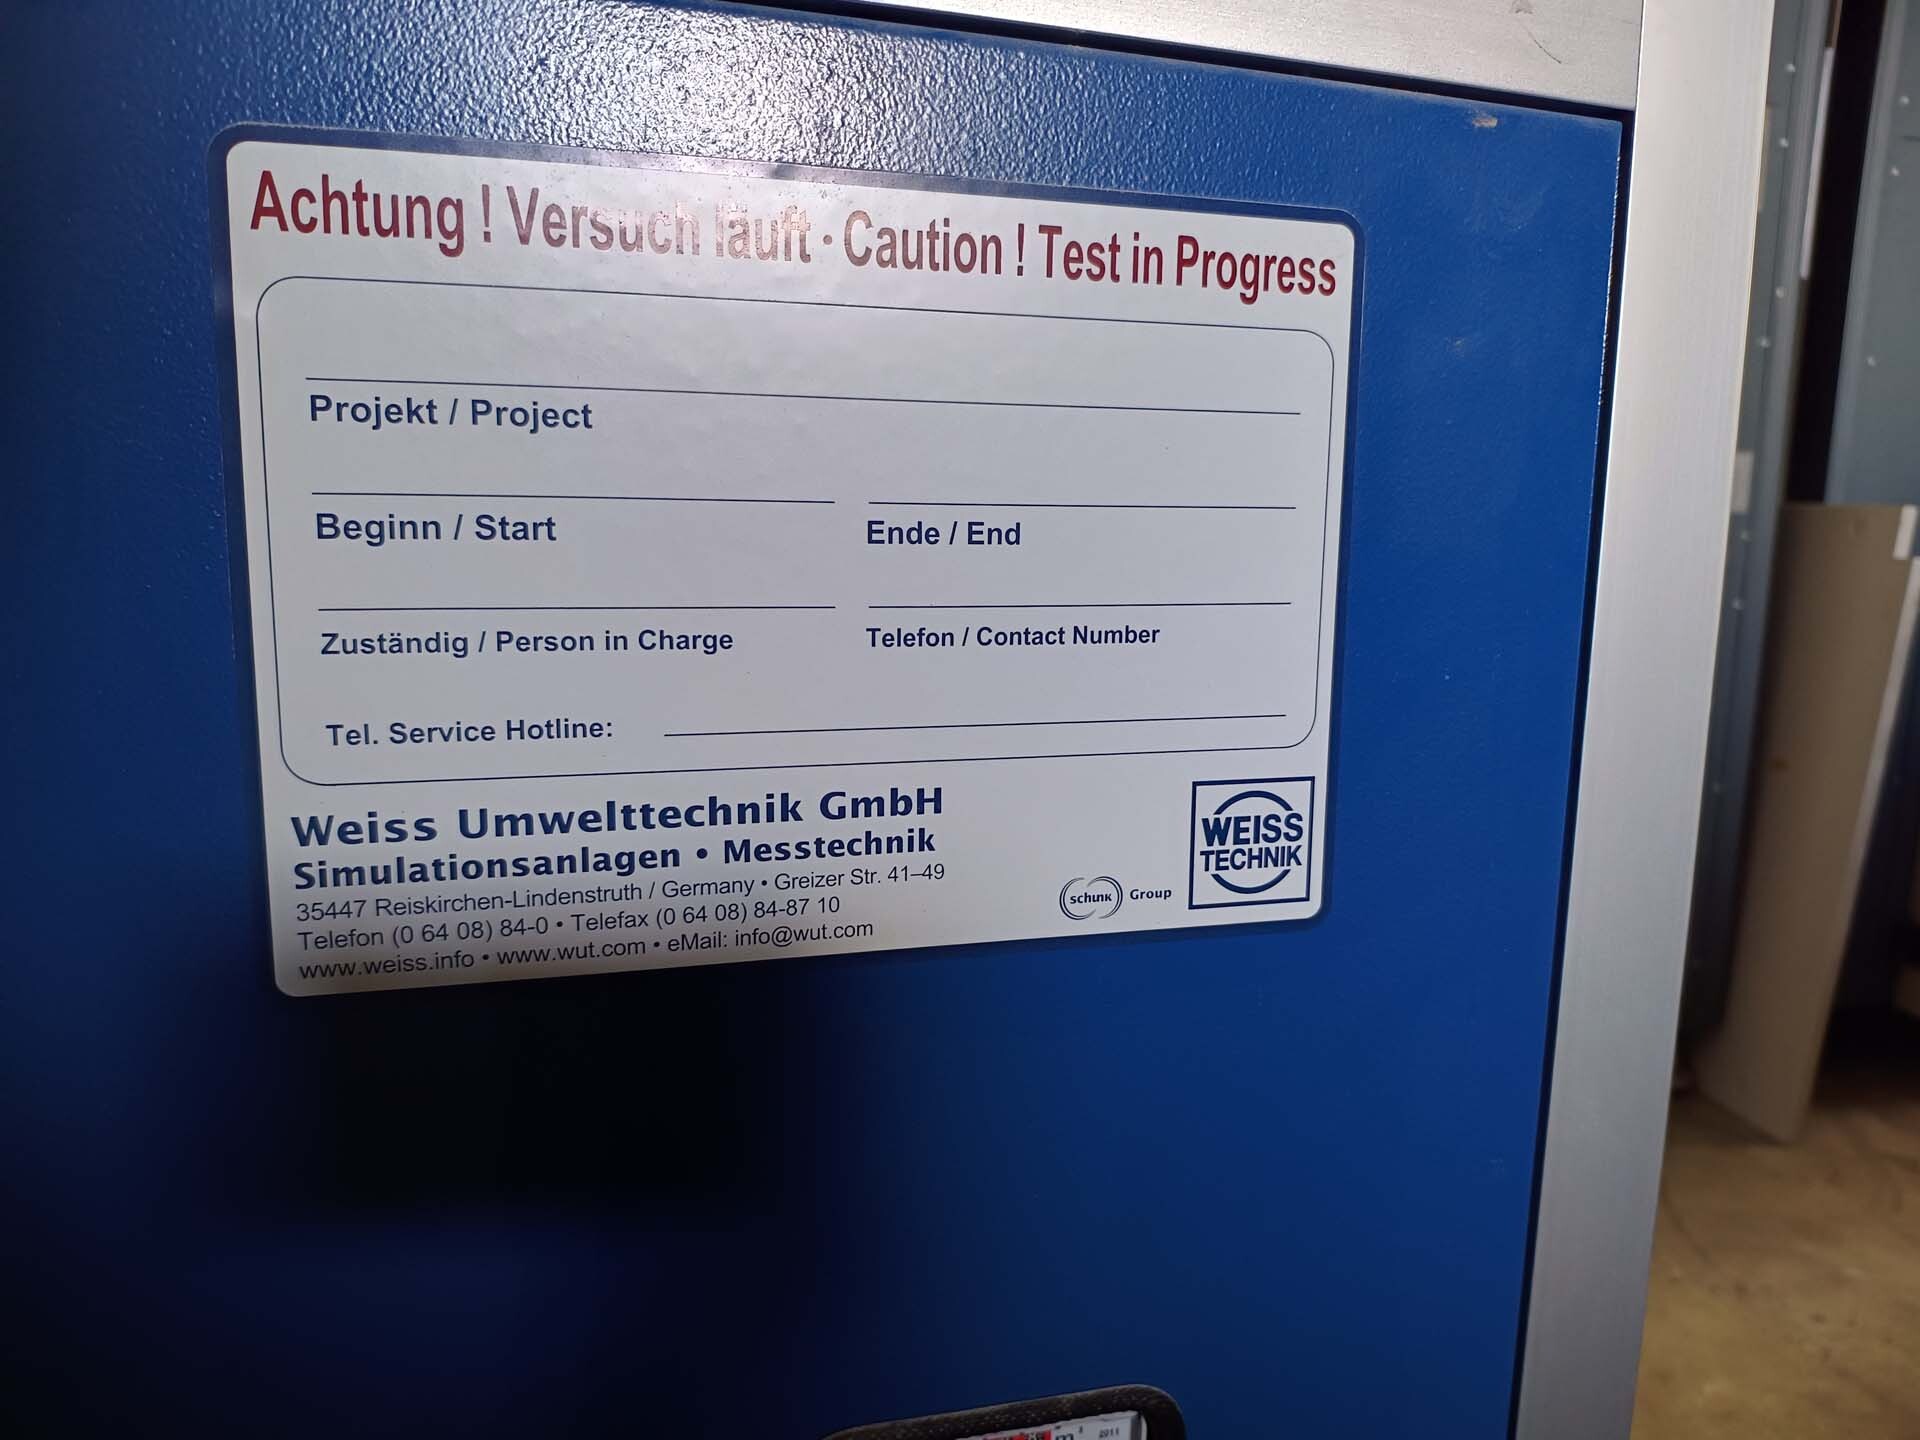 Achtung ! Versuch läuft · Caution ! Test in Progress
Projekt / Project
Beginn / Start
Ende / End
Zuständig / Person in Charge
Telefon / Contact Number
Tel. Service Hotline:
Weiss Umwelttechnik GmbH
Simulationsanlagen • Messtechnik
35447 Reiskirchen-Lindenstruth / Germany • Greizer Str. 41–49
Telefon (0 64 08) 84-0 • Telefax (0 64 08) 84-87 10
www.weiss.info • www.wut.com • eMail: info@wut.com
schunk Group
WEISS
TECHNIK
m³ 2011